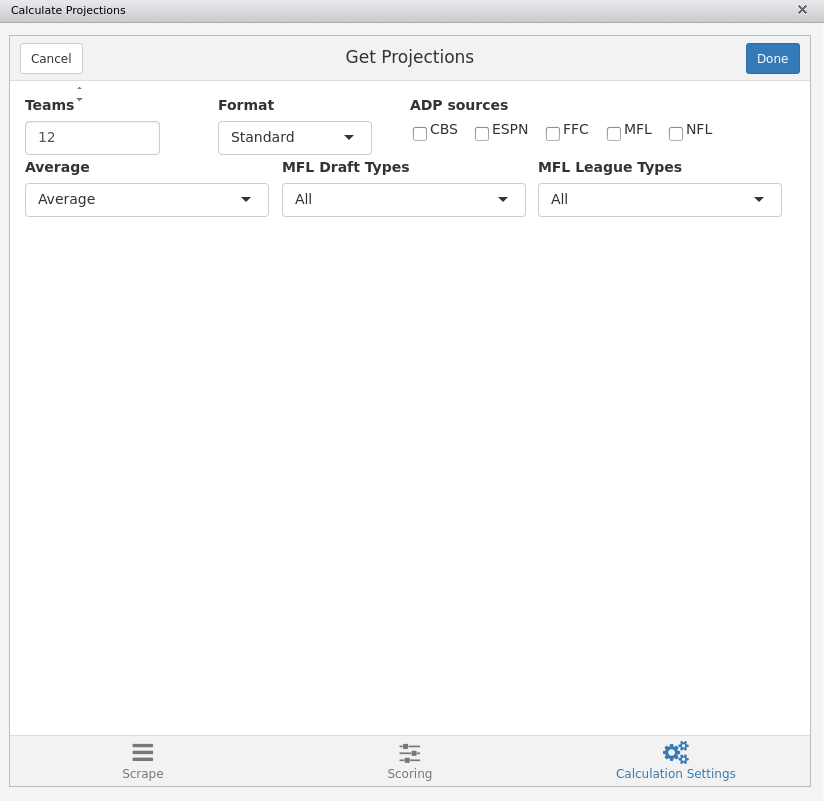 Calculate Projections
Cancel
Get Projections
Done
Teams
Format
ADP sources
12
Standard
CBS
ESPN
FFC
MFL
NFL
Average
MFL Draft Types
MFL League Types
Average
All
All
Scrape
Scoring
Calculation Settings